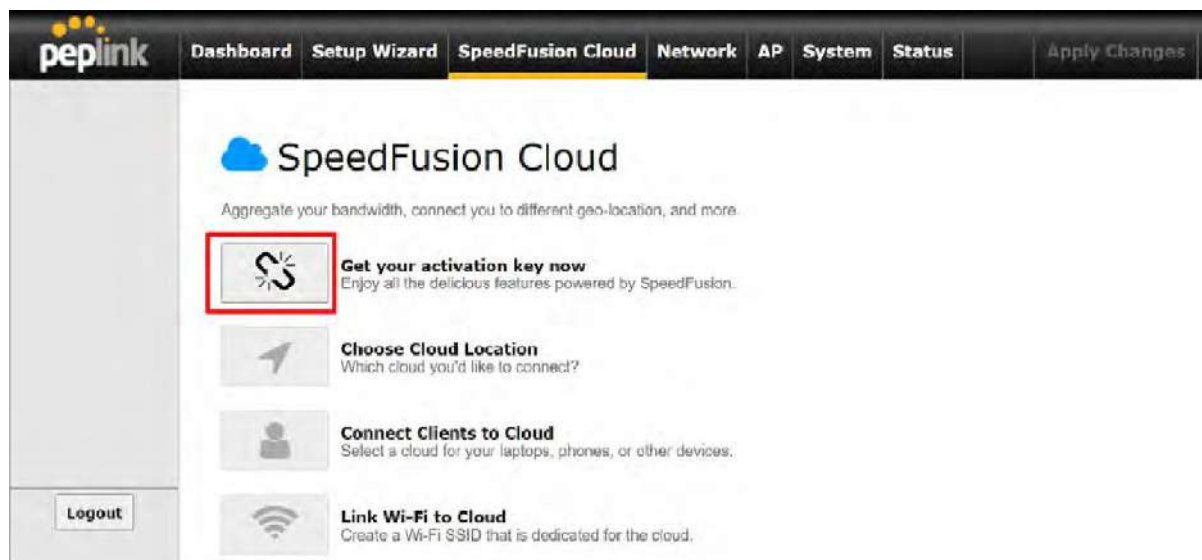 peplink Dashboard Setup Wizard SpeedFusion Cloud Network AP System Status Apply Changes
SpeedFusion Cloud
Aggregate your bandwidth, connect you to different geo-location, and more.
Get your activation key now
Enjoy all the delicious features powered by SpeedFusion.
Choose Cloud Location
Which cloud you'd like to connect?
Connect Clients to Cloud
Select a cloud for your laptops, phones, or other devices.
Logout
Link Wi-Fi to Cloud
Create a Wi-Fi SSID that is dedicated for the cloud.